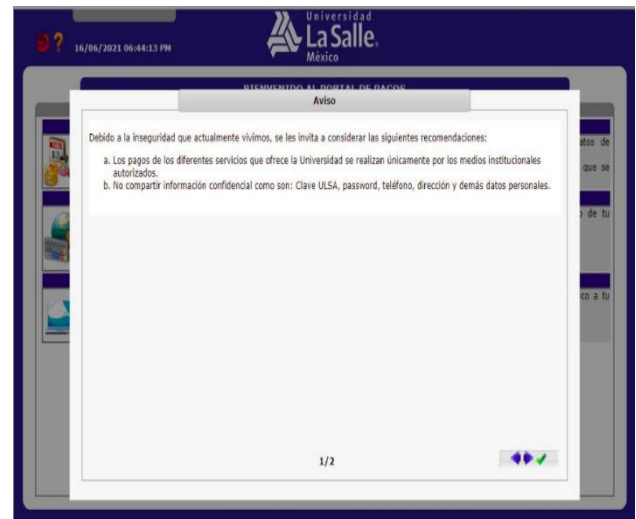 Universidad
La Salle.
México
16/06/2021 06:44:13 PM
BIENVENIDO AL PORTAL DE PAGOS
Aviso
Debido a la inseguridad que actualmente vivimos, se les invita a considerar las siguientes recomendaciones:
a. Los pagos de los diferentes servicios que ofrece la Universidad se realizan únicamente por los medios institucionales
autorizados.
b. No compartir información confidencial como son: Clave ULSA, password, teléfono, dirección y demás datos personales.
atos de
que se
o de tu
co a tu
1/2